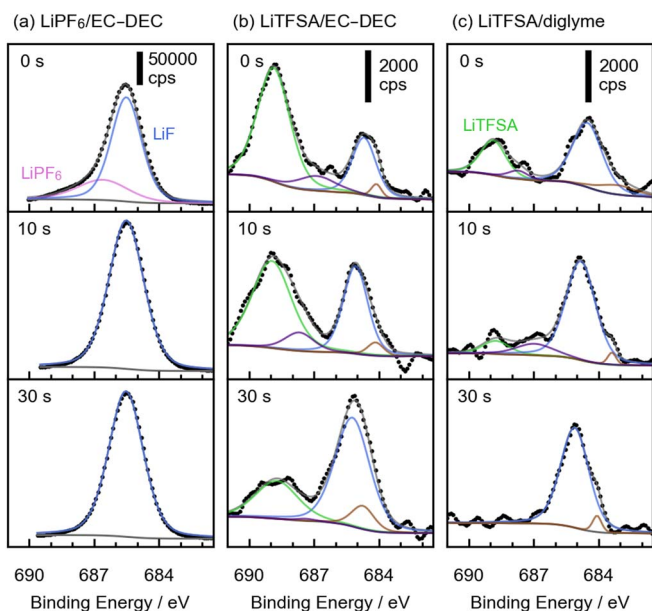 (a) LiPF₆/EC–DEC
(b) LiTFSA/EC–DEC
(c) LiTFSA/diglyme
0 s
50000
cps
LiF
LiPF₆
0 s
2000
cps
0 s
2000
cps
LiTFSA
10 s
10 s
10 s
30 s
30 s
30 s
690 687 684
690 687 684
690 687 684
Binding Energy / eV
Binding Energy / eV
Binding Energy / eV